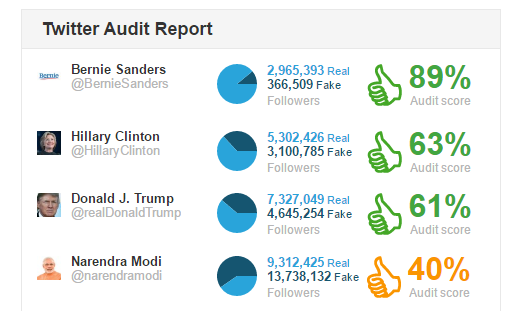 Twitter Audit Report
Bernie Sanders
@BernieSanders
2,965,393 Real
366,509 Fake
Followers
89%
Audit score
Hillary Clinton
@HillaryClinton
5,302,426 Real
3,100,785 Fake
Followers
63%
Audit score
Donald J. Trump
@realDonaldTrump
7,327,049 Real
4,645,254 Fake
Followers
61%
Audit score
Narendra Modi
@narendramodi
9,312,425 Real
13,738,132 Fake
Followers
40%
Audit score